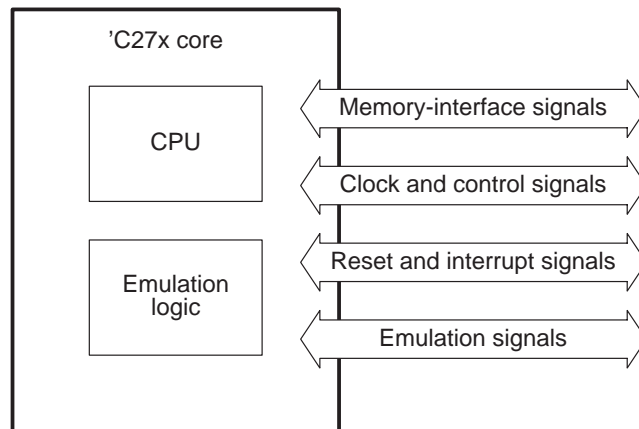 ’C27x core
CPU
Emulation
logic
Memory-interface signals
Clock and control signals
Reset and interrupt signals
Emulation signals